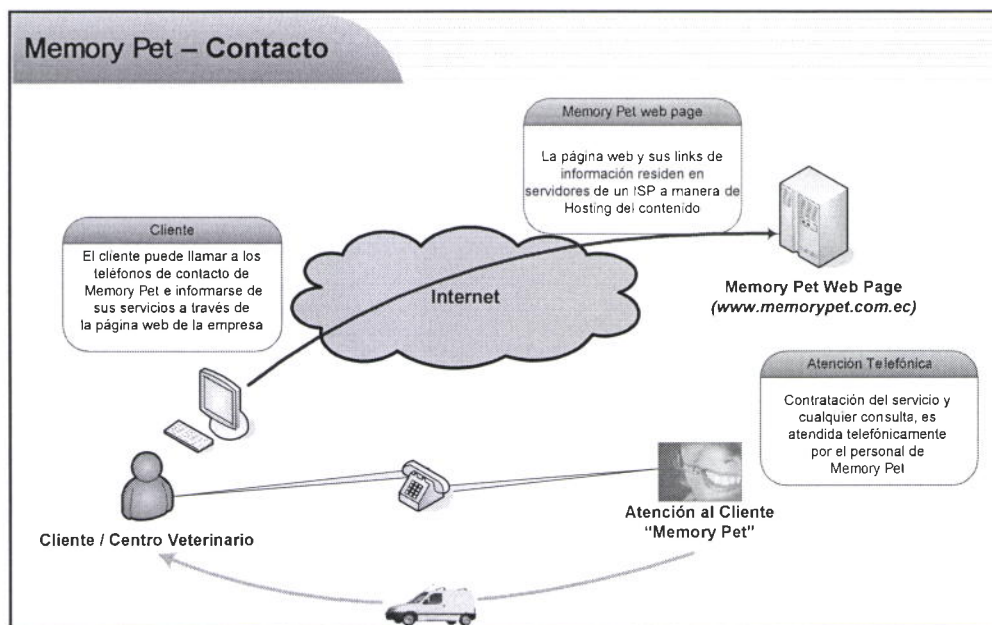 Memory Pet – Contacto
Memory Pet web page
La página web y sus links de
información residen en
servidores de un ISP a manera de
Hosting del contenido
Cliente
El cliente puede llamar a los
teléfonos de contacto de
Memory Pet e informarse de
sus servicios a través de
la página web de la empresa
Internet
Memory Pet Web Page
(www.memorypet.com.ec)
Atención Telefónica
Contratación del servicio y
cualquier consulta, es
atendida telefónicamente
por el personal de
Memory Pet
Cliente / Centro Veterinario
Atención al Cliente
"Memory Pet"